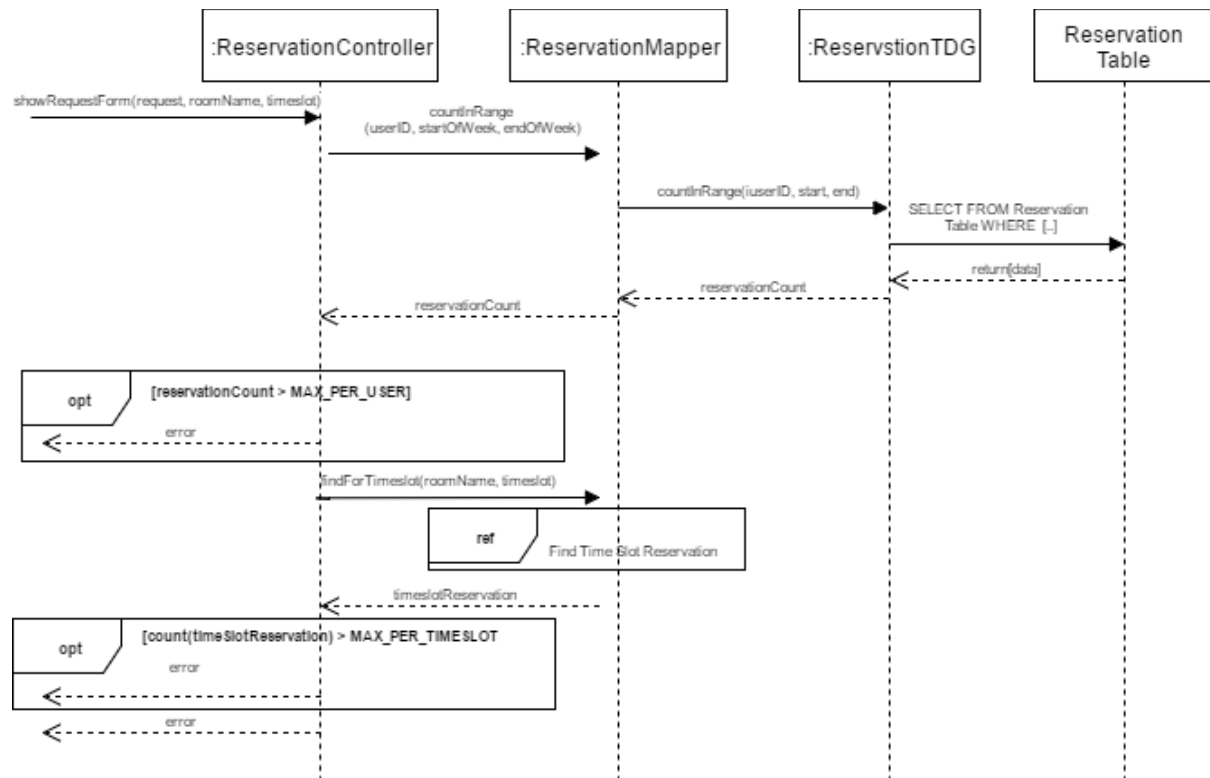 :ReservationController
:ReservationMapper
:ReservstionTDG
Reservation
Table
showRequestForm(request, roomName, timeslot)
countInRange
(userID, startOfWeek, endOfWeek)
countInRange(iuserID, start, end)
SELECT FROM Reservation
Table WHERE [..]
return[data]
reservationCount
reservationCount
opt
[reservationCount > MAX_PER_USER]
error
findForTimeslot(roomName, timeslot)
ref
Find Time Slot Reservation
timeslotReservation
opt
[count(timeSlotReservation) > MAX_PER_TIMESLOT
error
error